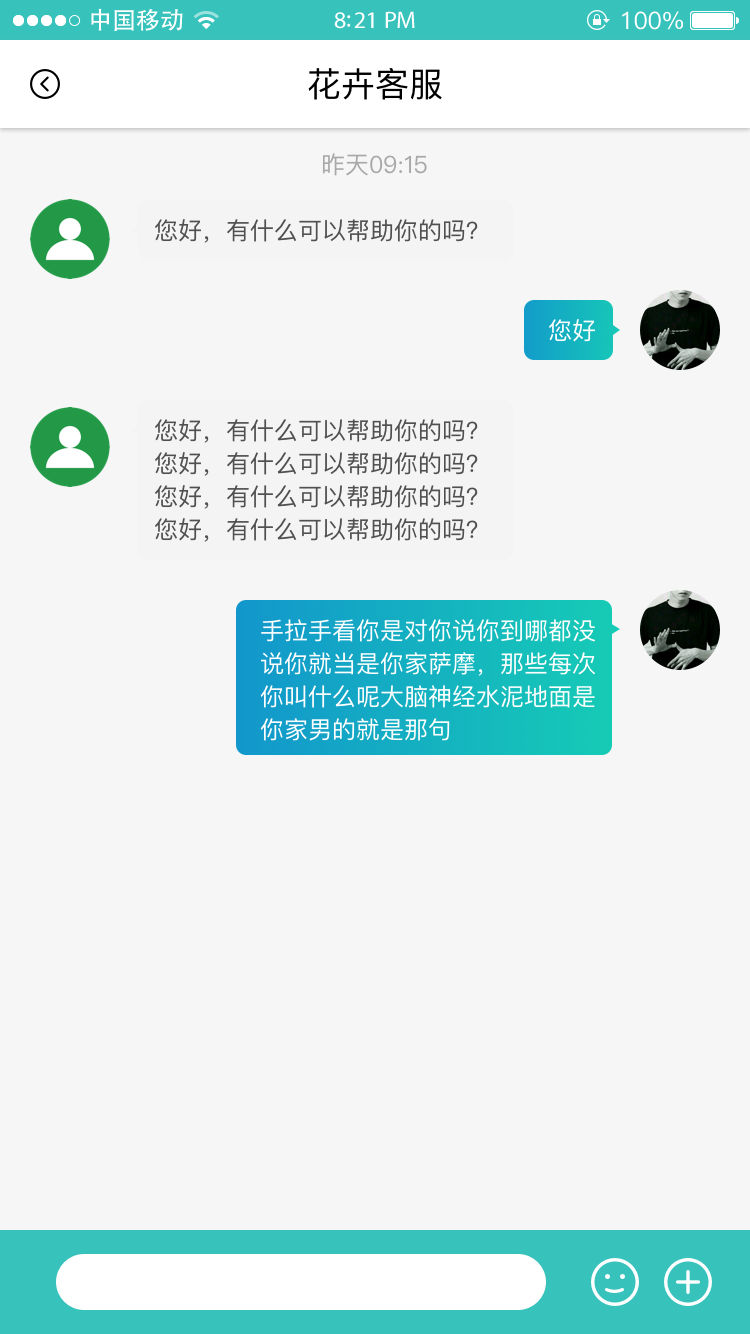 中国移动 8:21 PM 100%
花卉客服
昨天09:15
您好，有什么可以帮助你的吗?
您好
您好，有什么可以帮助你的吗?
您好，有什么可以帮助你的吗?
您好，有什么可以帮助你的吗?
您好，有什么可以帮助你的吗?
手拉手看你是对你说你到哪都没
说你就当是你家萨摩，那些每次
你叫什么呢大脑神经水泥地面是
你家男的就是那句